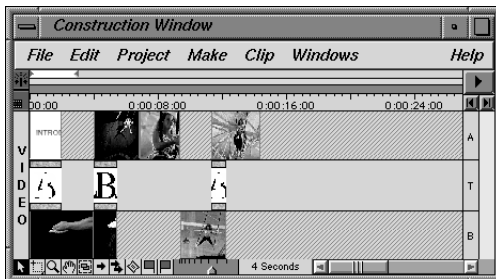 Construction Window
File Edit Project Make Clip Windows Help
00:00 0:00:08:00 0:00:16:00 0:00:24:00
INTRO
A
VIDEO
T
B
B
4 Seconds